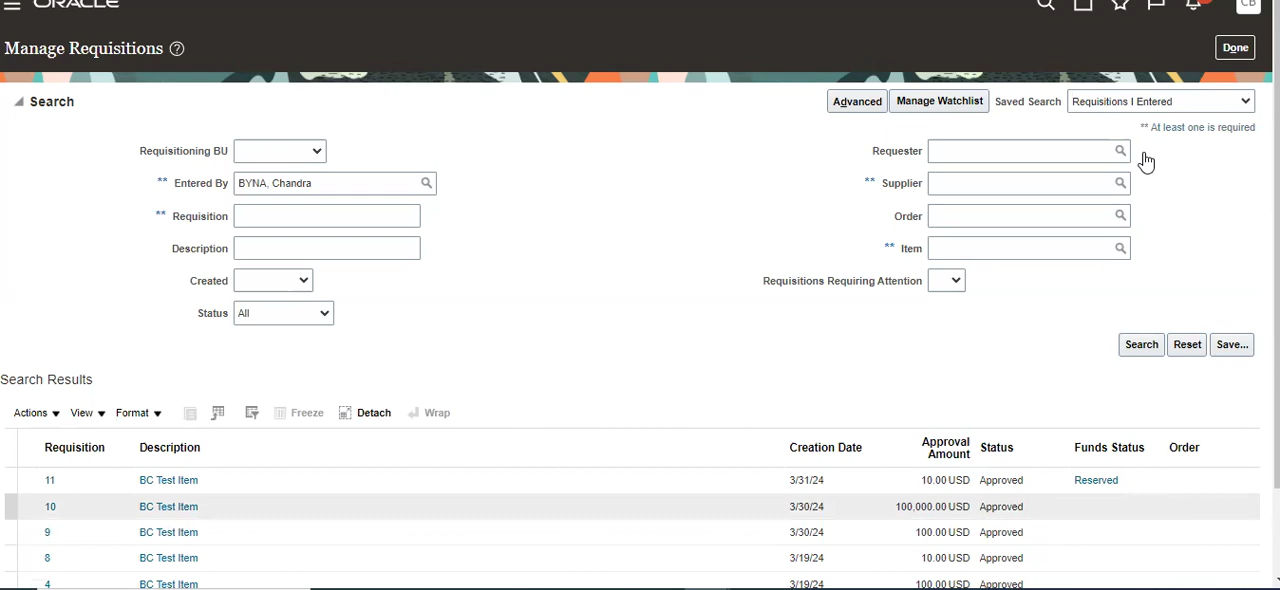 ORACLE
CB
Manage Requisitions ?
Done
Search
Advanced Manage Watchlist Saved Search Requisitions I Entered
** At least one is required
Requisitioning BU
Requester
** Entered By BYNA, Chandra
** Supplier
** Requisition
Order
Description
** Item
Created
Requisitions Requiring Attention
Status All
Search Reset Save...
Search Results
Actions View Format Freeze Detach Wrap
Requisition Description Creation Date Approval Amount Status Funds Status Order
11 BC Test Item 3/31/24 10.00 USD Approved Reserved
10 BC Test Item 3/30/24 100,000.00 USD Approved
9 BC Test Item 3/30/24 100.00 USD Approved
8 BC Test Item 3/19/24 10.00 USD Approved
4 BC Test Item 3/19/24 100.00 USD Approved